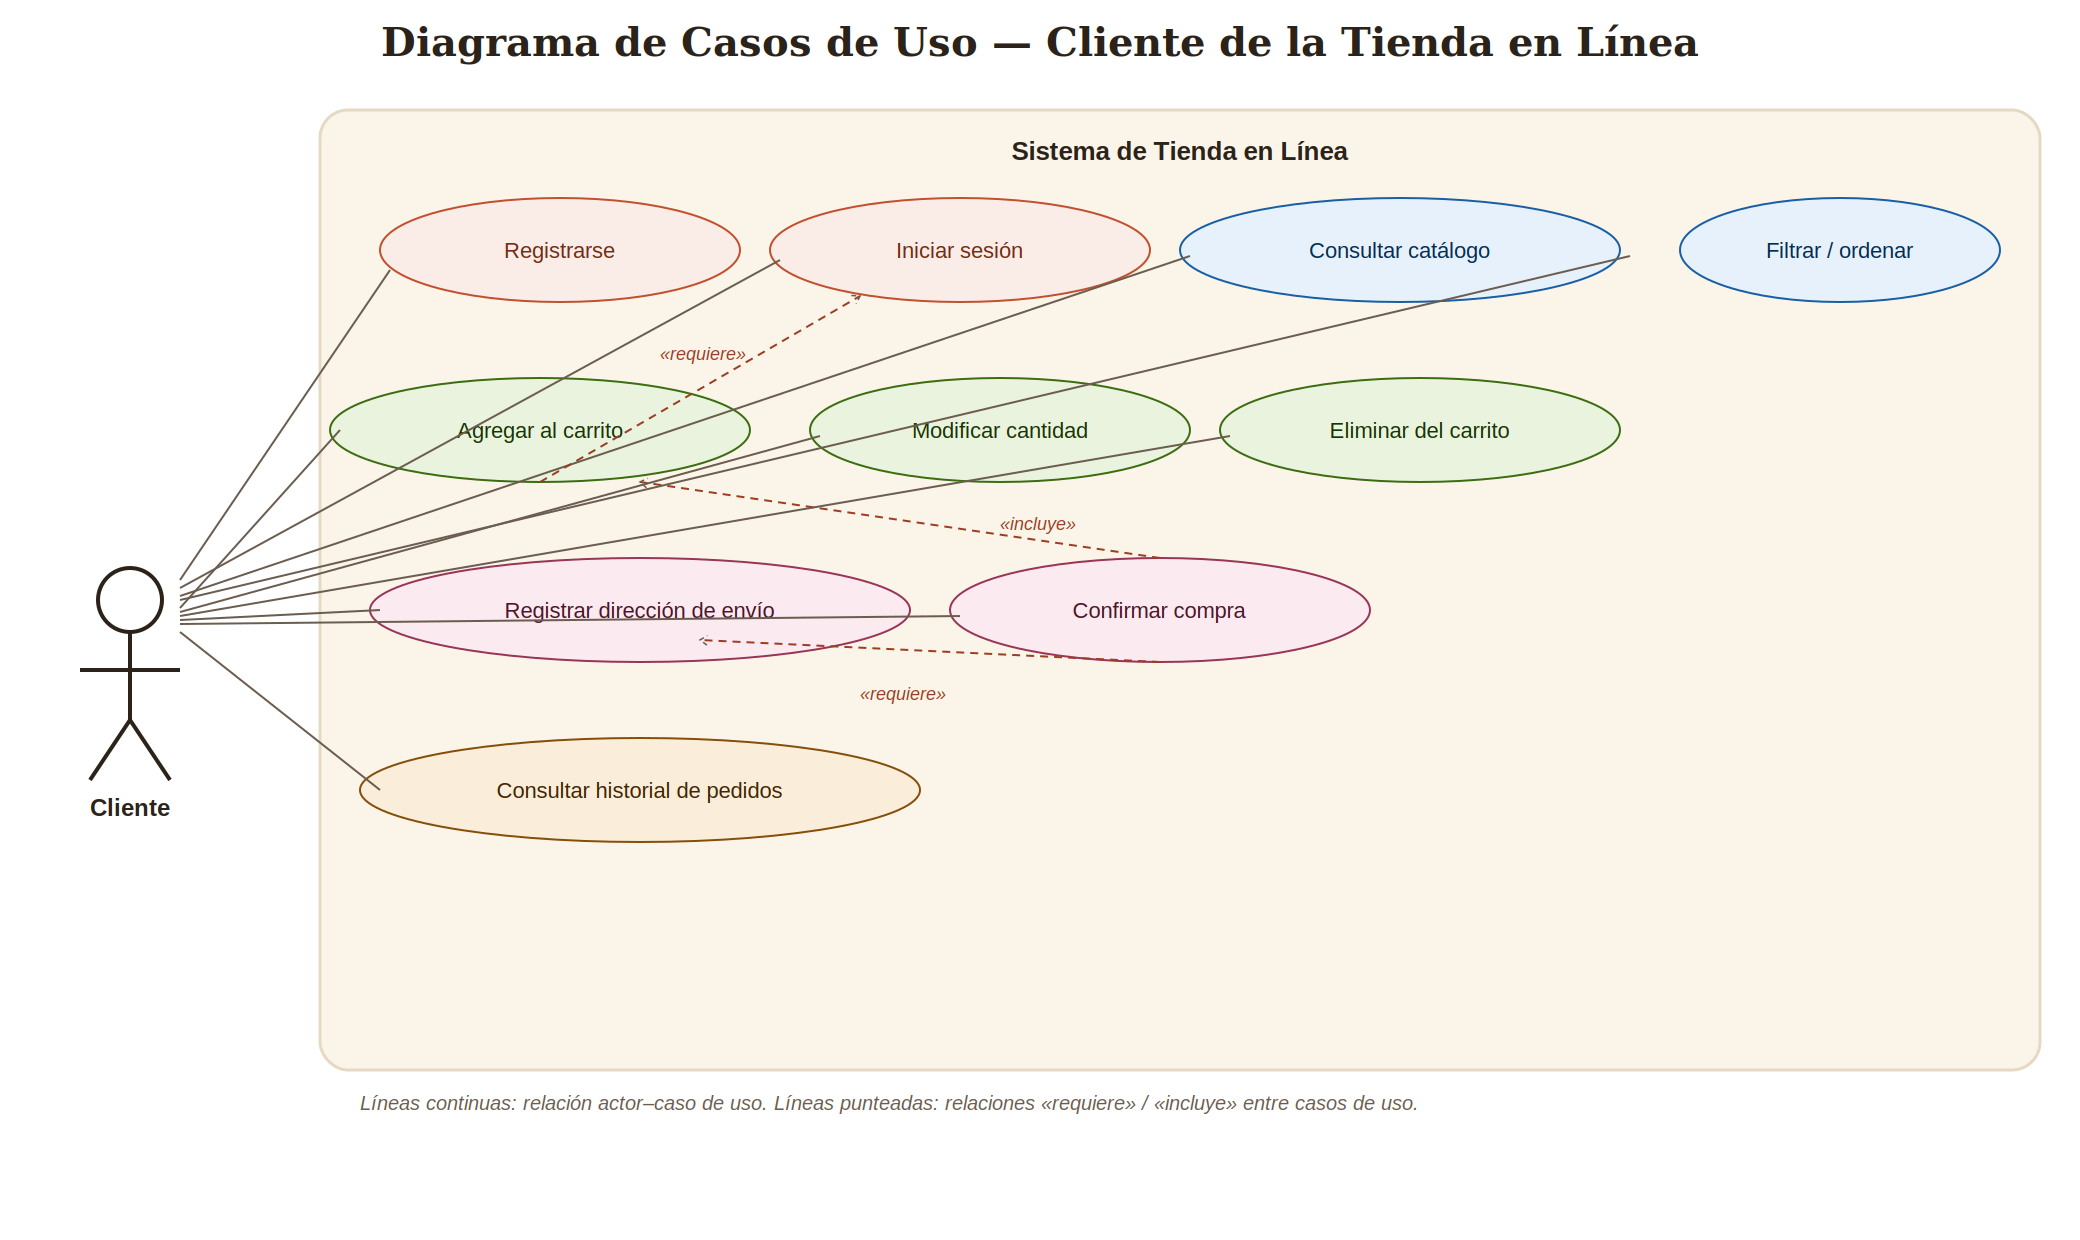 Diagrama de Casos de Uso — Cliente de la Tienda en Línea
Sistema de Tienda en Línea
Registrarse
Iniciar sesión
Consultar catálogo
Filtrar / ordenar
«requiere»
Agregar al carrito
Modificar cantidad
Eliminar del carrito
«incluye»
Registrar dirección de envío
Confirmar compra
«requiere»
Consultar historial de pedidos
Cliente
Líneas continuas: relación actor–caso de uso. Líneas punteadas: relaciones «requiere» / «incluye» entre casos de uso.